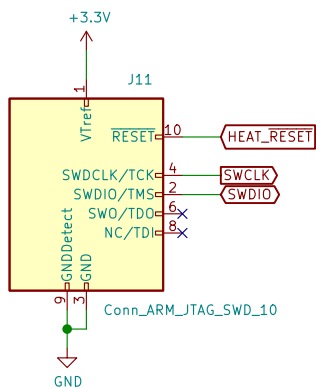 +3.3V
J11
1
VTref
RESET
10
HEAT_RESET
SWDCLK/TCK
4
SWCLK
SWDIO/TMS
2
SWDIO
SWO/TDO
6
NC/TDI
8
GNDDetect
GND
9
3
Conn_ARM_JTAG_SWD_10
GND